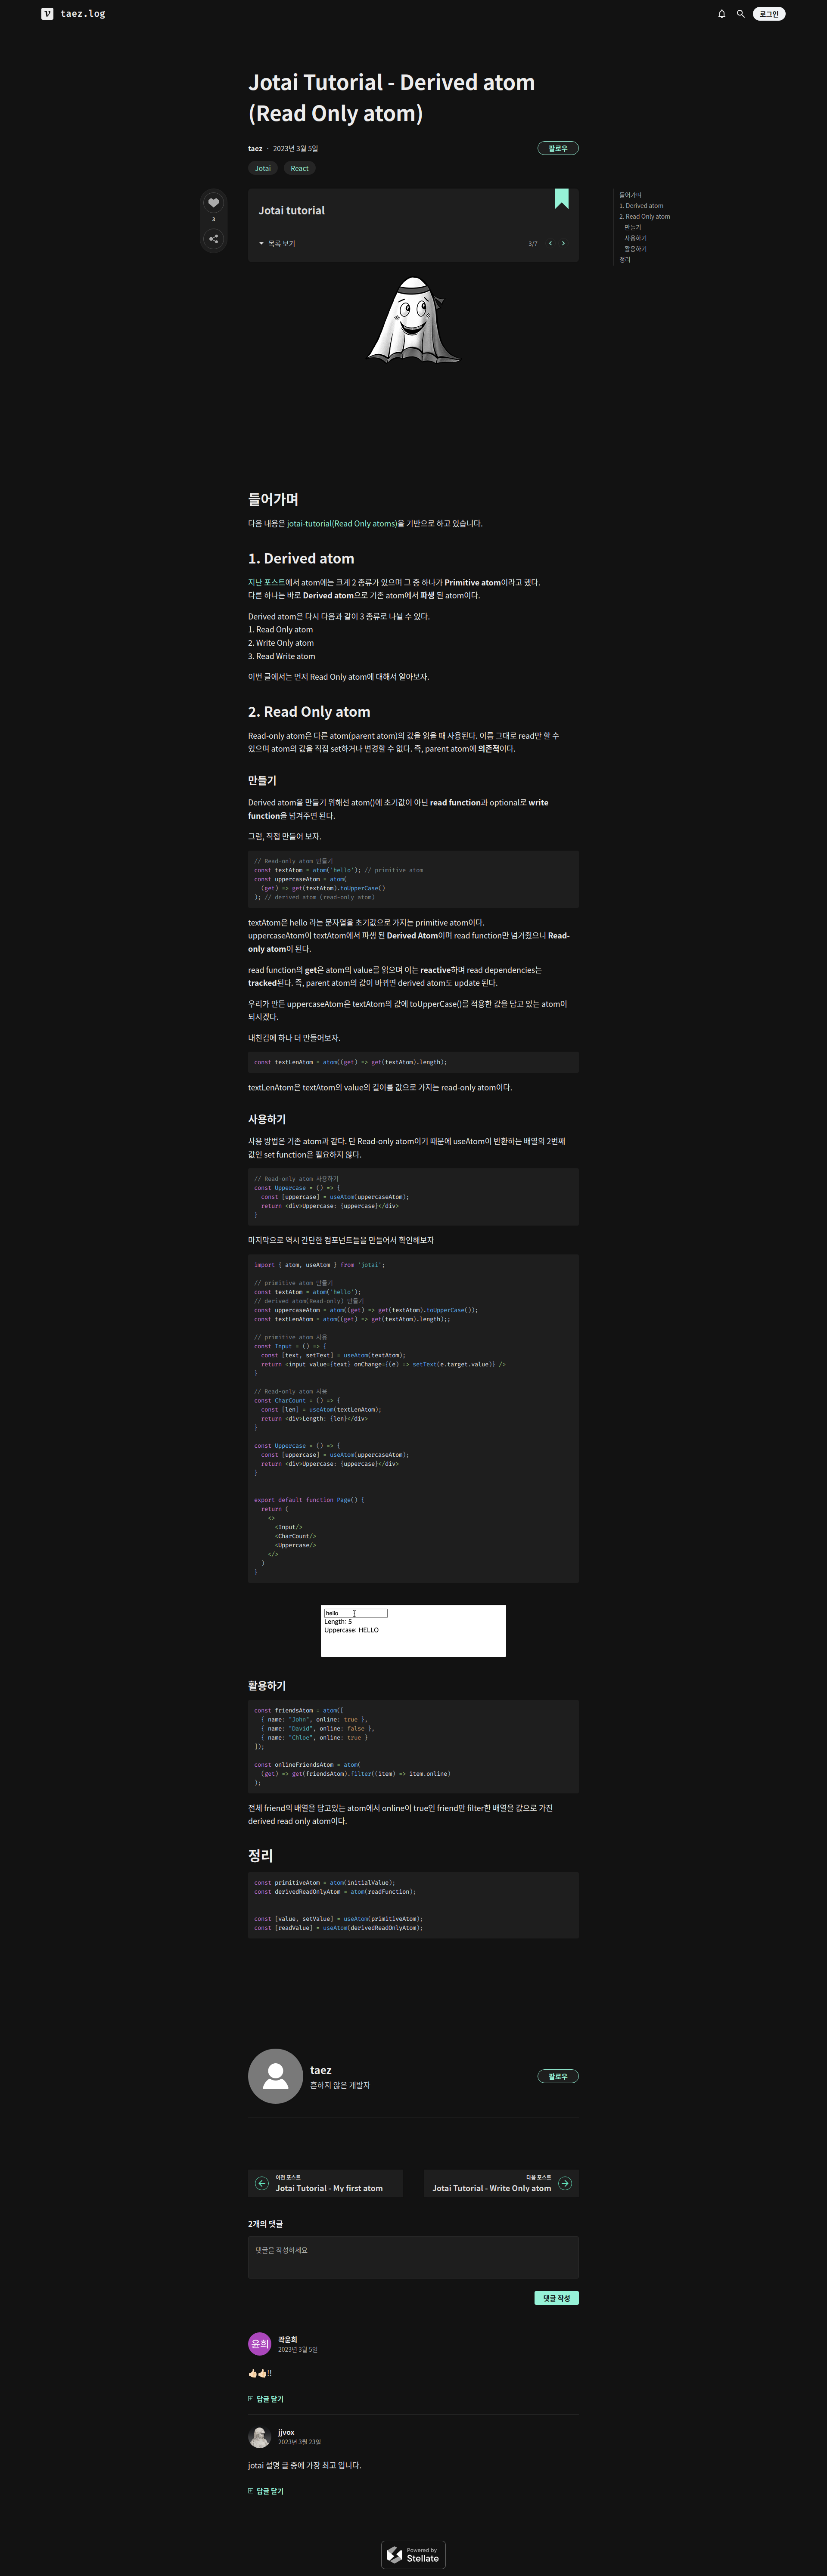 v taez.log
로그인
Jotai Tutorial - Derived atom
(Read Only atom)
taez · 2023년 3월 5일
팔로우
Jotai React
3
Jotai tutorial
목록 보기
3/7
들어가며
1. Derived atom
2. Read Only atom
만들기
사용하기
활용하기
정리
들어가며
다음 내용은 jotai-tutorial(Read Only atoms)을 기반으로 하고 있습니다.
1. Derived atom
지난 포스트에서 atom에는 크게 2 종류가 있으며 그 중 하나가 Primitive atom이라고 했다.
다른 하나는 바로 Derived atom으로 기존 atom에서 파생 된 atom이다.
Derived atom은 다시 다음과 같이 3 종류로 나뉠 수 있다.
1. Read Only atom
2. Write Only atom
3. Read Write atom
이번 글에서는 먼저 Read Only atom에 대해서 알아보자.
2. Read Only atom
Read-only atom은 다른 atom(parent atom)의 값을 읽을 때 사용된다. 이름 그대로 read만 할 수
있으며 atom의 값을 직접 set하거나 변경할 수 없다. 즉, parent atom에 의존적이다.
만들기
Derived atom을 만들기 위해선 atom()에 초기값이 아닌 read function과 optional로 write
function을 넘겨주면 된다.
그럼, 직접 만들어 보자.
// Read-only atom 만들기
const textAtom = atom('hello'); // primitive atom
const uppercaseAtom = atom(
  (get) => get(textAtom).toUpperCase()
); // derived atom (read-only atom)
textAtom은 hello 라는 문자열을 초기값으로 가지는 primitive atom이다.
uppercaseAtom이 textAtom에서 파생 된 Derived Atom이며 read function만 넘겨줬으니 Read-
only atom이 된다.
read function의 get은 atom의 value를 읽으며 이는 reactive하며 read dependencies는
tracked된다. 즉, parent atom의 값이 바뀌면 derived atom도 update 된다.
우리가 만든 uppercaseAtom은 textAtom의 값에 toUpperCase()를 적용한 값을 담고 있는 atom이
되시겠다.
내친김에 하나 더 만들어보자.
const textLenAtom = atom((get) => get(textAtom).length);
textLenAtom은 textAtom의 value의 길이를 값으로 가지는 read-only atom이다.
사용하기
사용 방법은 기존 atom과 같다. 단 Read-only atom이기 때문에 useAtom이 반환하는 배열의 2번째
값인 set function은 필요하지 않다.
// Read-only atom 사용하기
const Uppercase = () => {
  const [uppercase] = useAtom(uppercaseAtom);
  return <div>Uppercase: {uppercase}</div>
}
마지막으로 역시 간단한 컴포넌트들을 만들어서 확인해보자
import { atom, useAtom } from 'jotai';
// primitive atom 만들기
const textAtom = atom('hello');
// derived atom(Read-only) 만들기
const uppercaseAtom = atom((get) => get(textAtom).toUpperCase());
const textLenAtom = atom((get) => get(textAtom).length);;
// primitive atom 사용
const Input = () => {
  const [text, setText] = useAtom(textAtom);
  return <input value={text} onChange={(e) => setText(e.target.value)} />
}
// Read-only atom 사용
const CharCount = () => {
  const [len] = useAtom(textLenAtom);
  return <div>Length: {len}</div>
}
const Uppercase = () => {
  const [uppercase] = useAtom(uppercaseAtom);
  return <div>Uppercase: {uppercase}</div>
}
export default function Page() {
  return (
    <>
      <Input/>
      <CharCount/>
      <Uppercase/>
    </>
  )
}
hello
Length: 5
Uppercase: HELLO
활용하기
const friendsAtom = atom([
  { name: "John", online: true },
  { name: "David", online: false },
  { name: "Chloe", online: true }
]);
const onlineFriendsAtom = atom(
  (get) => get(friendsAtom).filter((item) => item.online)
);
전체 friend의 배열을 담고있는 atom에서 online이 true인 friend만 filter한 배열을 값으로 가진
derived read only atom이다.
정리
const primitiveAtom = atom(initialValue);
const derivedReadOnlyAtom = atom(readFunction);
const [value, setValue] = useAtom(primitiveAtom);
const [readValue] = useAtom(derivedReadOnlyAtom);
taez
흔하지 않은 개발자
팔로우
이전 포스트
Jotai Tutorial - My first atom
다음 포스트
Jotai Tutorial - Write Only atom
2개의 댓글
댓글을 작성하세요
댓글 작성
윤희
곽윤희
2023년 3월 5일
👍🏻👍🏻!!
답글 달기
jjvox
2023년 3월 23일
jotai 설명 글 중에 가장 최고 입니다.
답글 달기
Powered by
Stellate